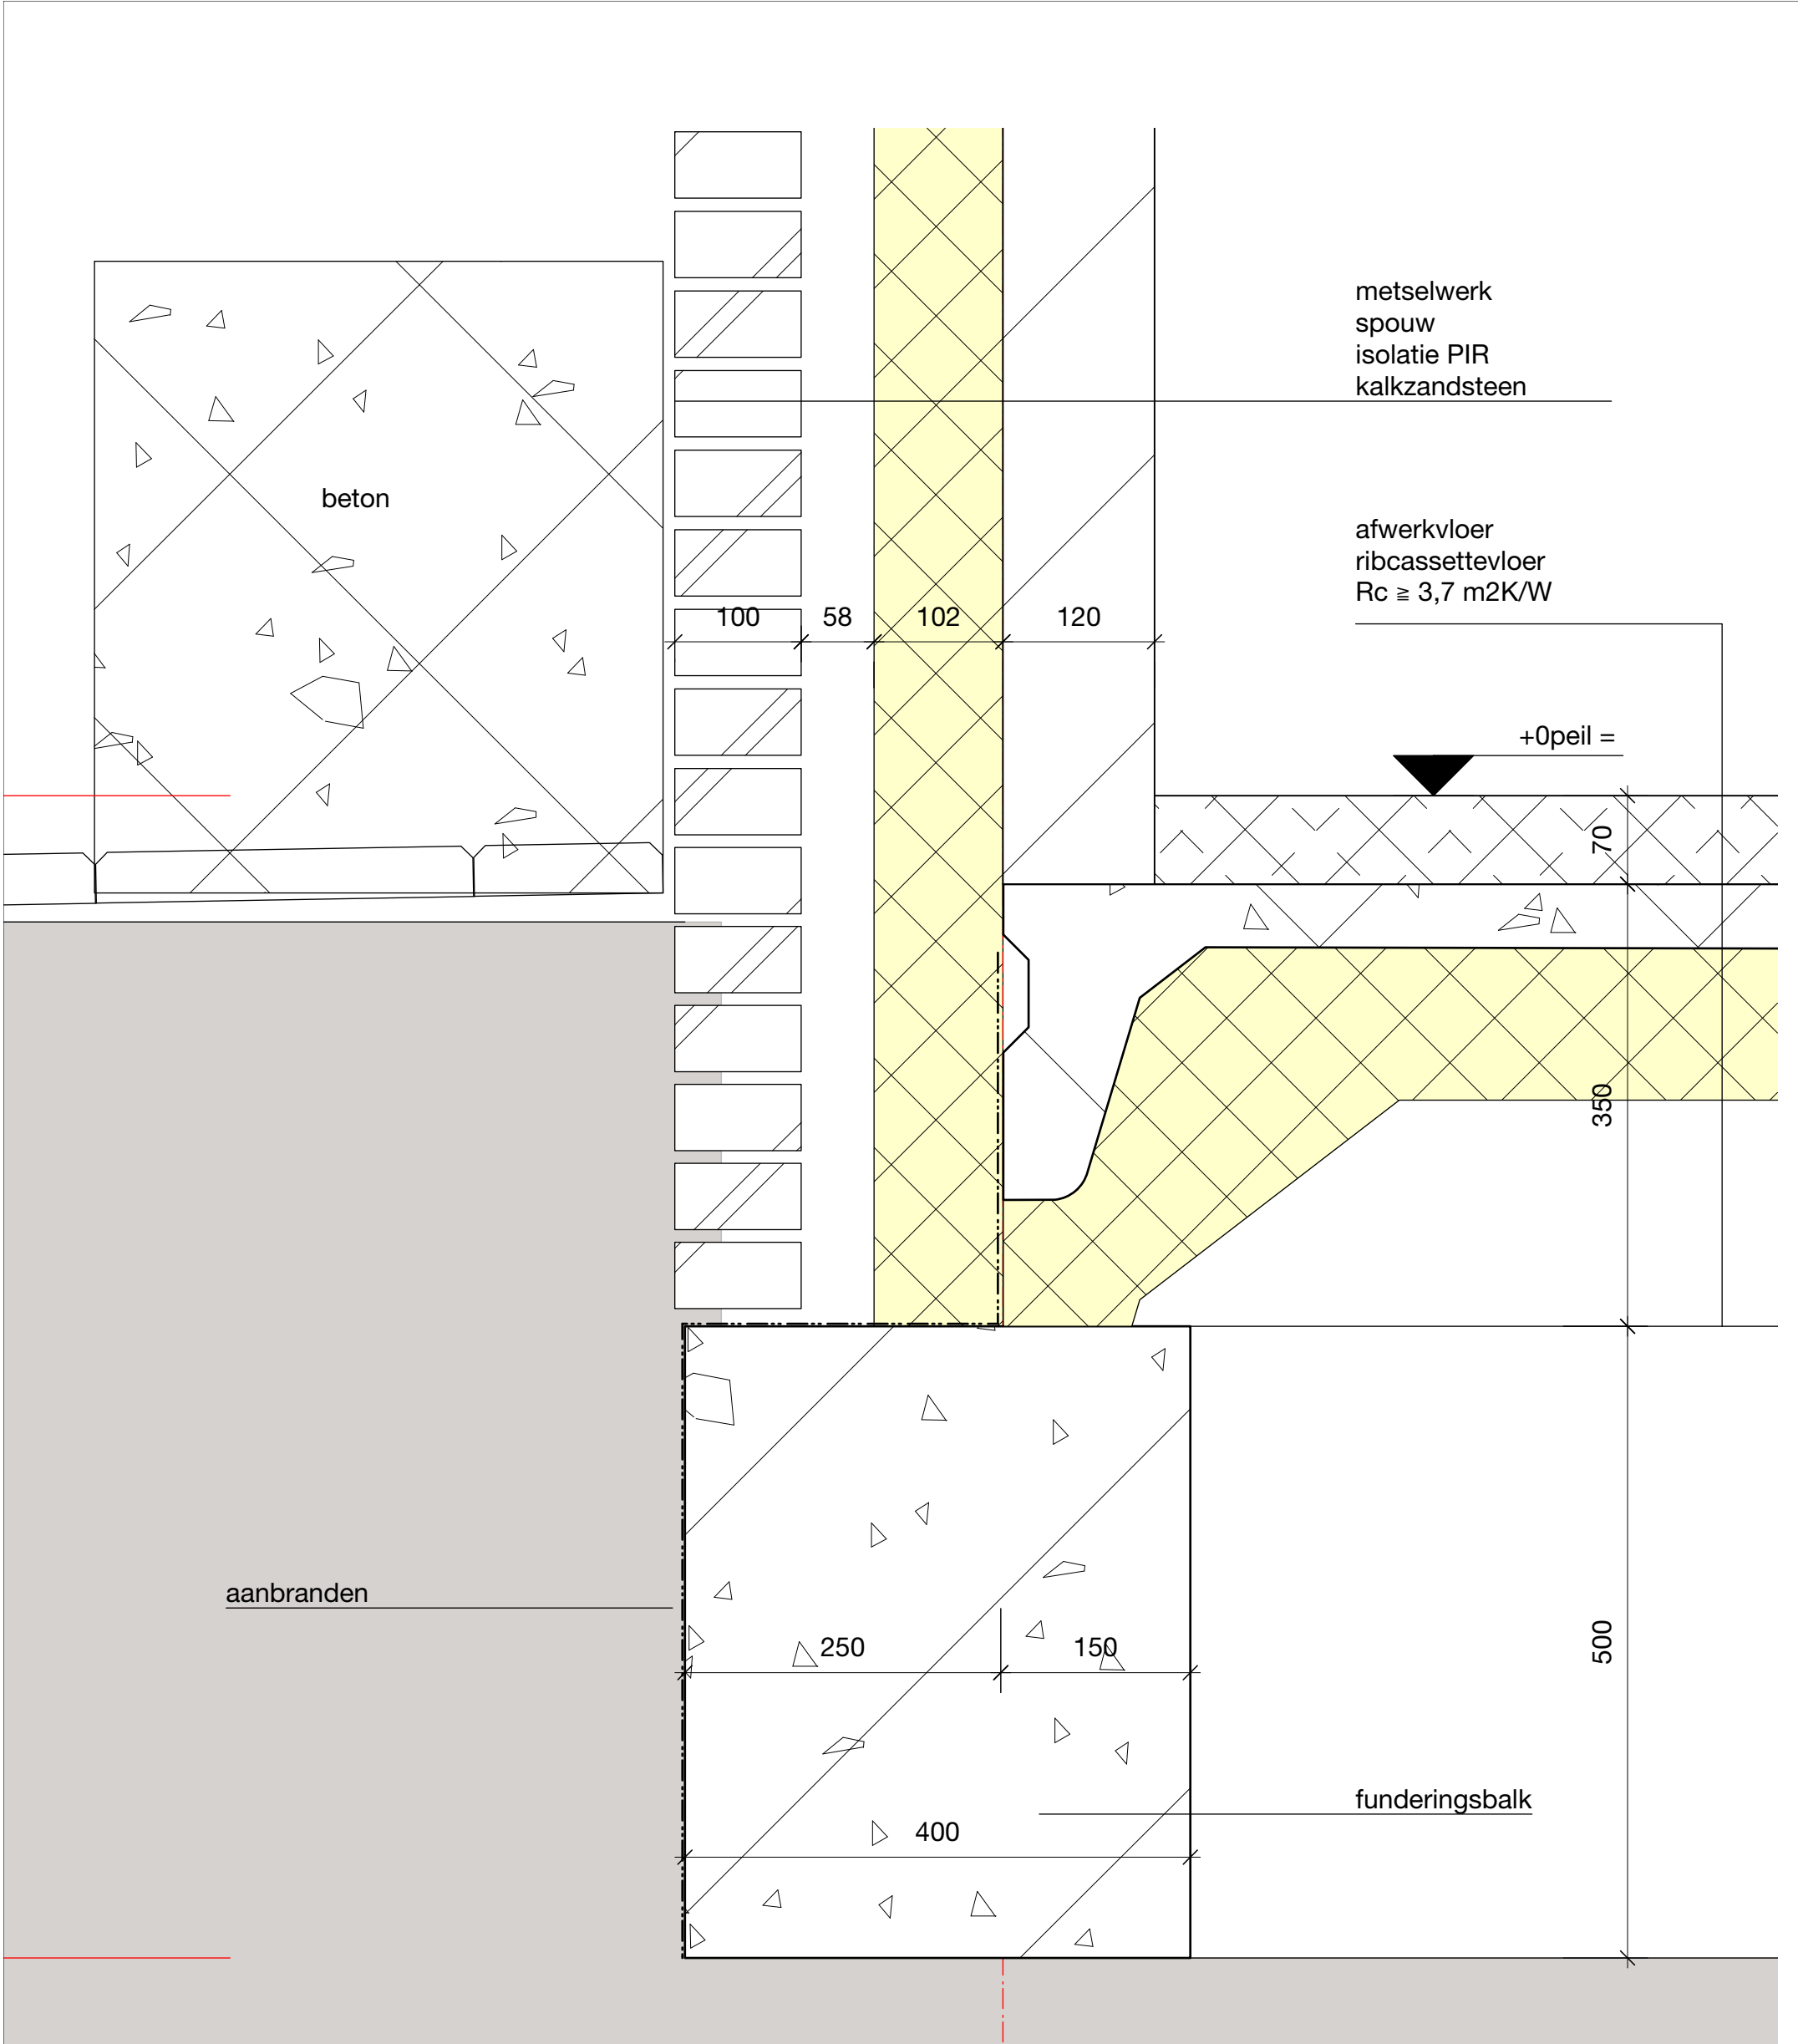 metselwerk
spouw
isolatie PIR
kalkzandsteen
beton
afwerkvloer
ribcassettevloer
Rc ≧ 3,7 m2K/W
100 58 102 120
+0peil =
70
350
aanbranden
250 150
500
funderingsbalk
400